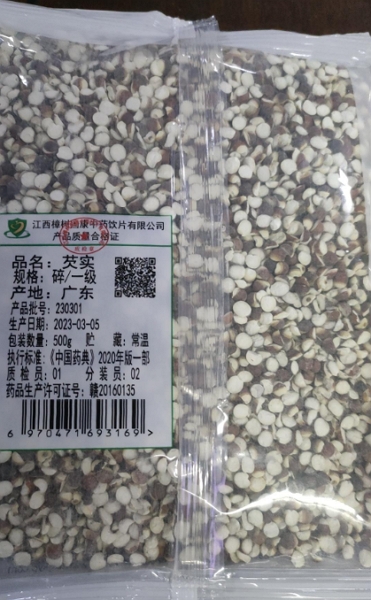 江西樟树国康中药饮片有限公司
产品质量合格证
品名：芡实
规格：碎/一级
产地：广东
产品批号：230301
生产日期：2023-03-05
包装数量：500g 贮 藏：常温
执行标准：《中国药典》2020年版一部
质 检 员：01 分 装 员：02
药品生产许可证号：赣20160135
6 970471 693169 >